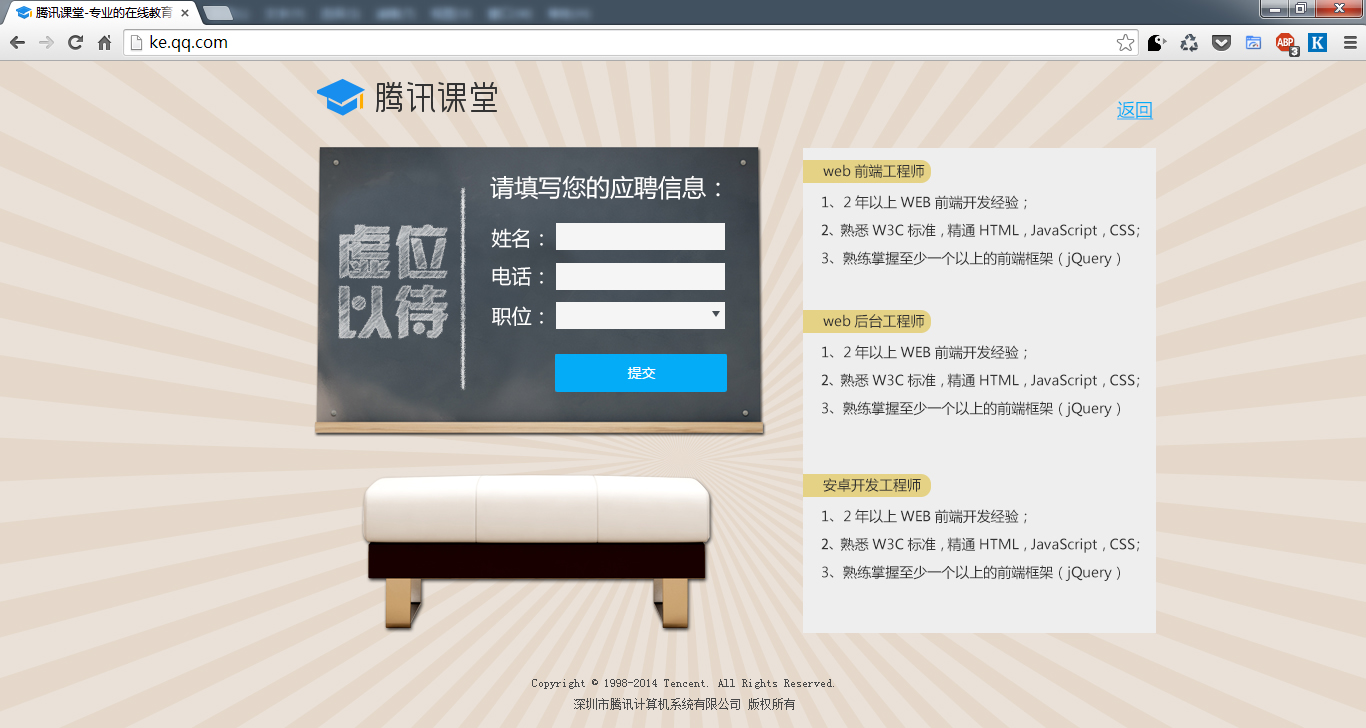 腾讯课堂-专业的在线教育
ke.qq.com
ABP
3
K
腾讯课堂
返回
虚位
以待
请填写您的应聘信息：
姓名：
电话：
职位：
提交
web 前端工程师
1、2 年以上 WEB 前端开发经验；
2、熟悉 W3C 标准，精通 HTML，JavaScript，CSS;
3、熟练掌握至少一个以上的前端框架（jQuery）
web 后台工程师
1、2 年以上 WEB 前端开发经验；
2、熟悉 W3C 标准，精通 HTML，JavaScript，CSS;
3、熟练掌握至少一个以上的前端框架（jQuery）
安卓开发工程师
1、2 年以上 WEB 前端开发经验；
2、熟悉 W3C 标准，精通 HTML，JavaScript，CSS;
3、熟练掌握至少一个以上的前端框架（jQuery）
Copyright © 1998-2014 Tencent. All Rights Reserved.
深圳市腾讯计算机系统有限公司 版权所有